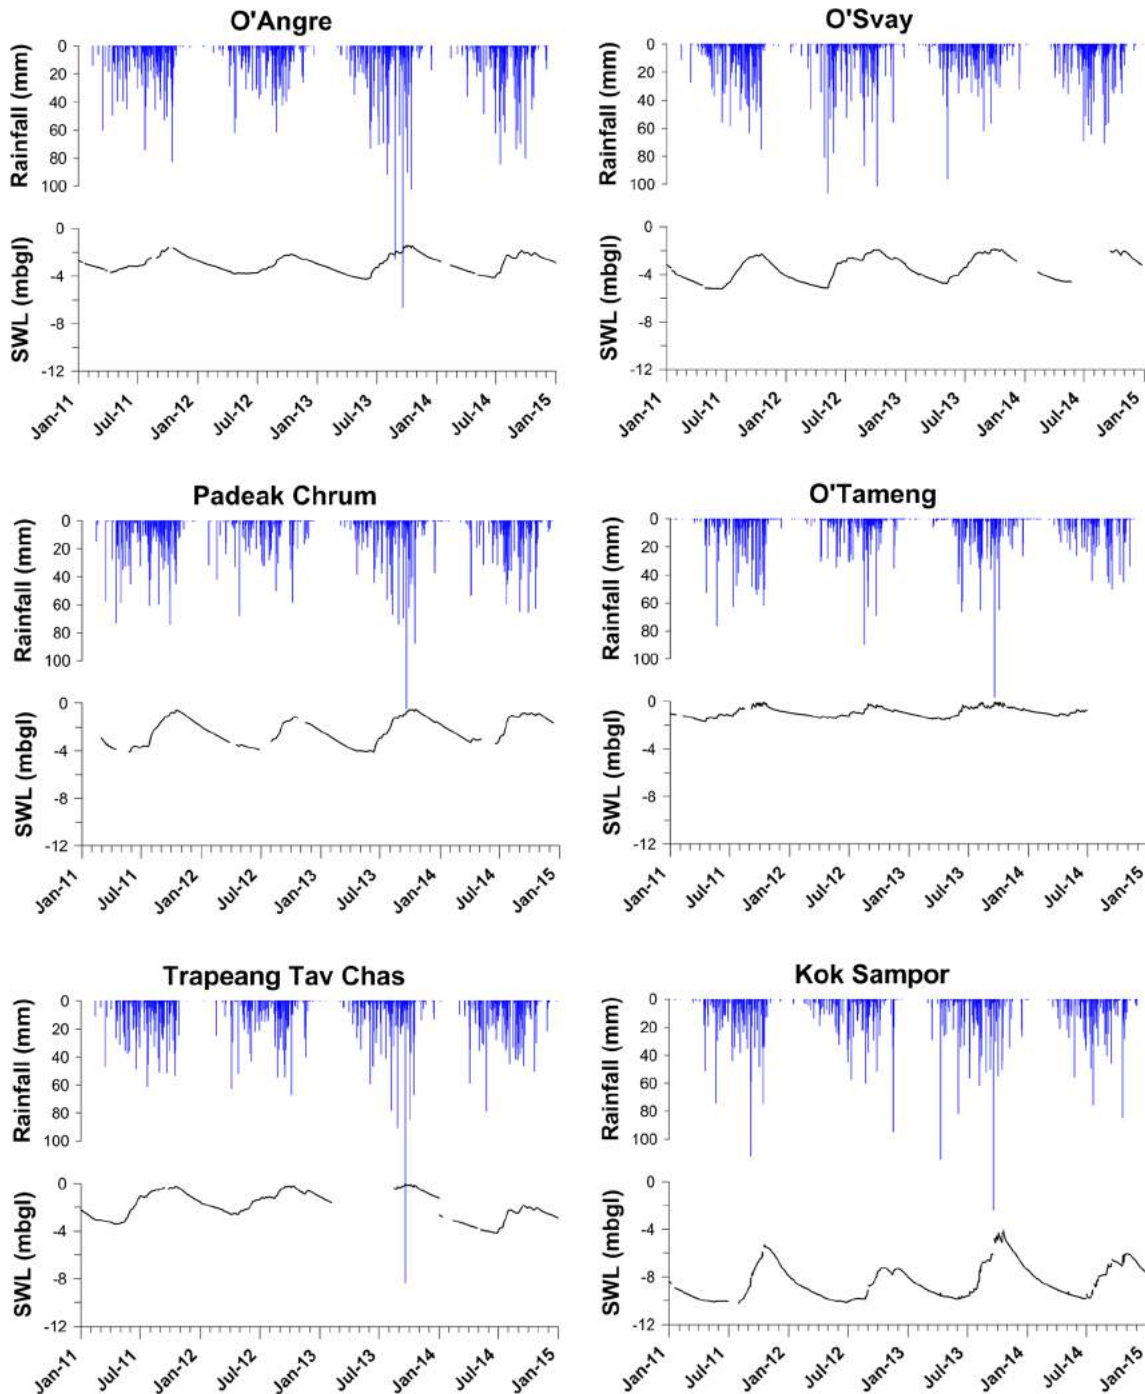 O'Angre
Rainfall (mm)
0
20
40
60
80
100
SWL (mbgl)
0
-4
-8
-12
Jan-11
Jul-11
Jan-12
Jul-12
Jan-13
Jul-13
Jan-14
Jul-14
Jan-15
O'Svay
Rainfall (mm)
0
20
40
60
80
100
SWL (mbgl)
0
-4
-8
-12
Jan-11
Jul-11
Jan-12
Jul-12
Jan-13
Jul-13
Jan-14
Jul-14
Jan-15
Padeak Chrum
Rainfall (mm)
0
20
40
60
80
100
SWL (mbgl)
0
-4
-8
-12
Jan-11
Jul-11
Jan-12
Jul-12
Jan-13
Jul-13
Jan-14
Jul-14
Jan-15
O'Tameng
Rainfall (mm)
0
20
40
60
80
100
SWL (mbgl)
0
-4
-8
-12
Jan-11
Jul-11
Jan-12
Jul-12
Jan-13
Jul-13
Jan-14
Jul-14
Jan-15
Trapeang Tav Chas
Rainfall (mm)
0
20
40
60
80
100
SWL (mbgl)
0
-4
-8
-12
Jan-11
Jul-11
Jan-12
Jul-12
Jan-13
Jul-13
Jan-14
Jul-14
Jan-15
Kok Sampor
Rainfall (mm)
0
20
40
60
80
100
SWL (mbgl)
0
-4
-8
-12
Jan-11
Jul-11
Jan-12
Jul-12
Jan-13
Jul-13
Jan-14
Jul-14
Jan-15